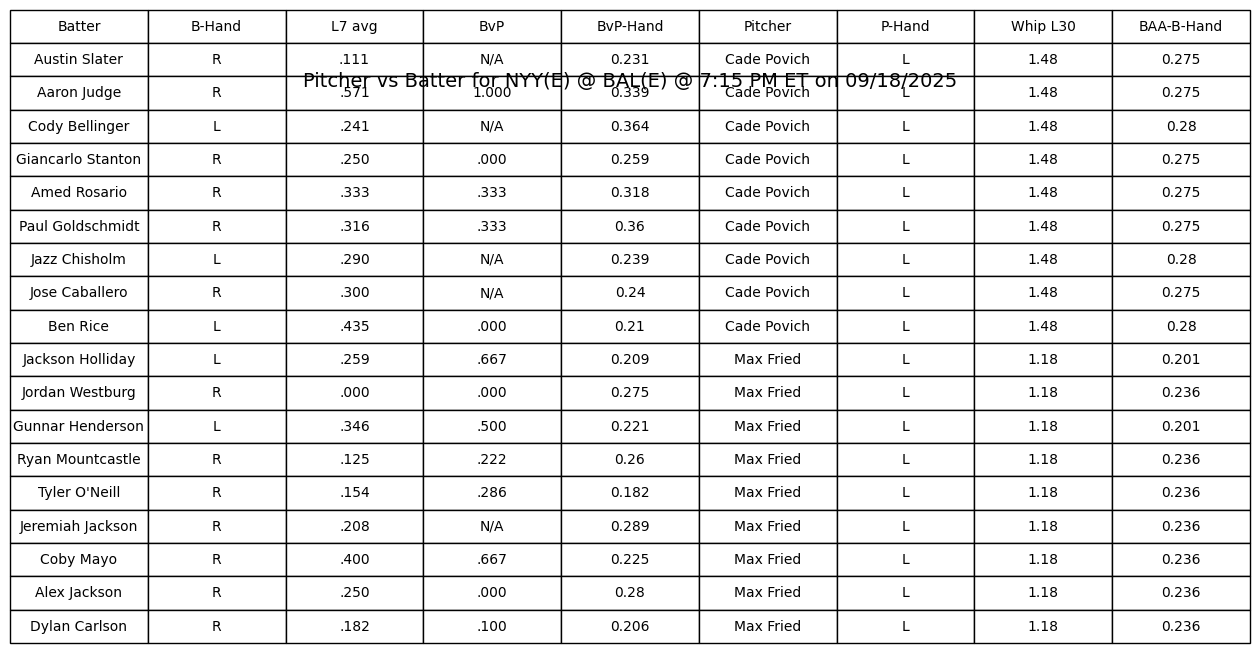 Batter B-Hand L7 avg BvP BvP-Hand Pitcher P-Hand Whip L30 BAA-B-Hand
Austin Slater R .111 N/A 0.231 Cade Povich L 1.48 0.275
Pitcher vs Batter for NYY(E) @ BAL(E) @ 7:15 PM ET on 09/18/2025
Aaron Judge R .571 1.000 0.339 Cade Povich L 1.48 0.275
Cody Bellinger L .241 N/A 0.364 Cade Povich L 1.48 0.28
Giancarlo Stanton R .250 .000 0.259 Cade Povich L 1.48 0.275
Amed Rosario R .333 .333 0.318 Cade Povich L 1.48 0.275
Paul Goldschmidt R .316 .333 0.36 Cade Povich L 1.48 0.275
Jazz Chisholm L .290 N/A 0.239 Cade Povich L 1.48 0.28
Jose Caballero R .300 N/A 0.24 Cade Povich L 1.48 0.275
Ben Rice L .435 .000 0.21 Cade Povich L 1.48 0.28
Jackson Holliday L .259 .667 0.209 Max Fried L 1.18 0.201
Jordan Westburg R .000 .000 0.275 Max Fried L 1.18 0.236
Gunnar Henderson L .346 .500 0.221 Max Fried L 1.18 0.201
Ryan Mountcastle R .125 .222 0.26 Max Fried L 1.18 0.236
Tyler O'Neill R .154 .286 0.182 Max Fried L 1.18 0.236
Jeremiah Jackson R .208 N/A 0.289 Max Fried L 1.18 0.236
Coby Mayo R .400 .667 0.225 Max Fried L 1.18 0.236
Alex Jackson R .250 .000 0.28 Max Fried L 1.18 0.236
Dylan Carlson R .182 .100 0.206 Max Fried L 1.18 0.236